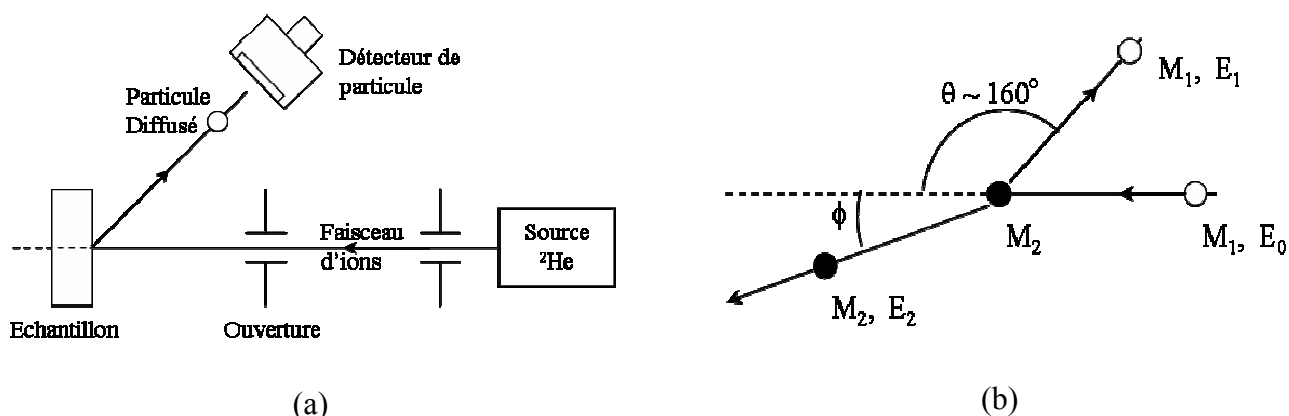 Détecteur de
particule
Particule
Diffusé
Faisceau
d'ions
Source
²He
Echantillon
Ouverture
(a)
θ ~ 160°
M₁, E₁
ϕ
M₂
M₁, E₀
M₂, E₂
(b)